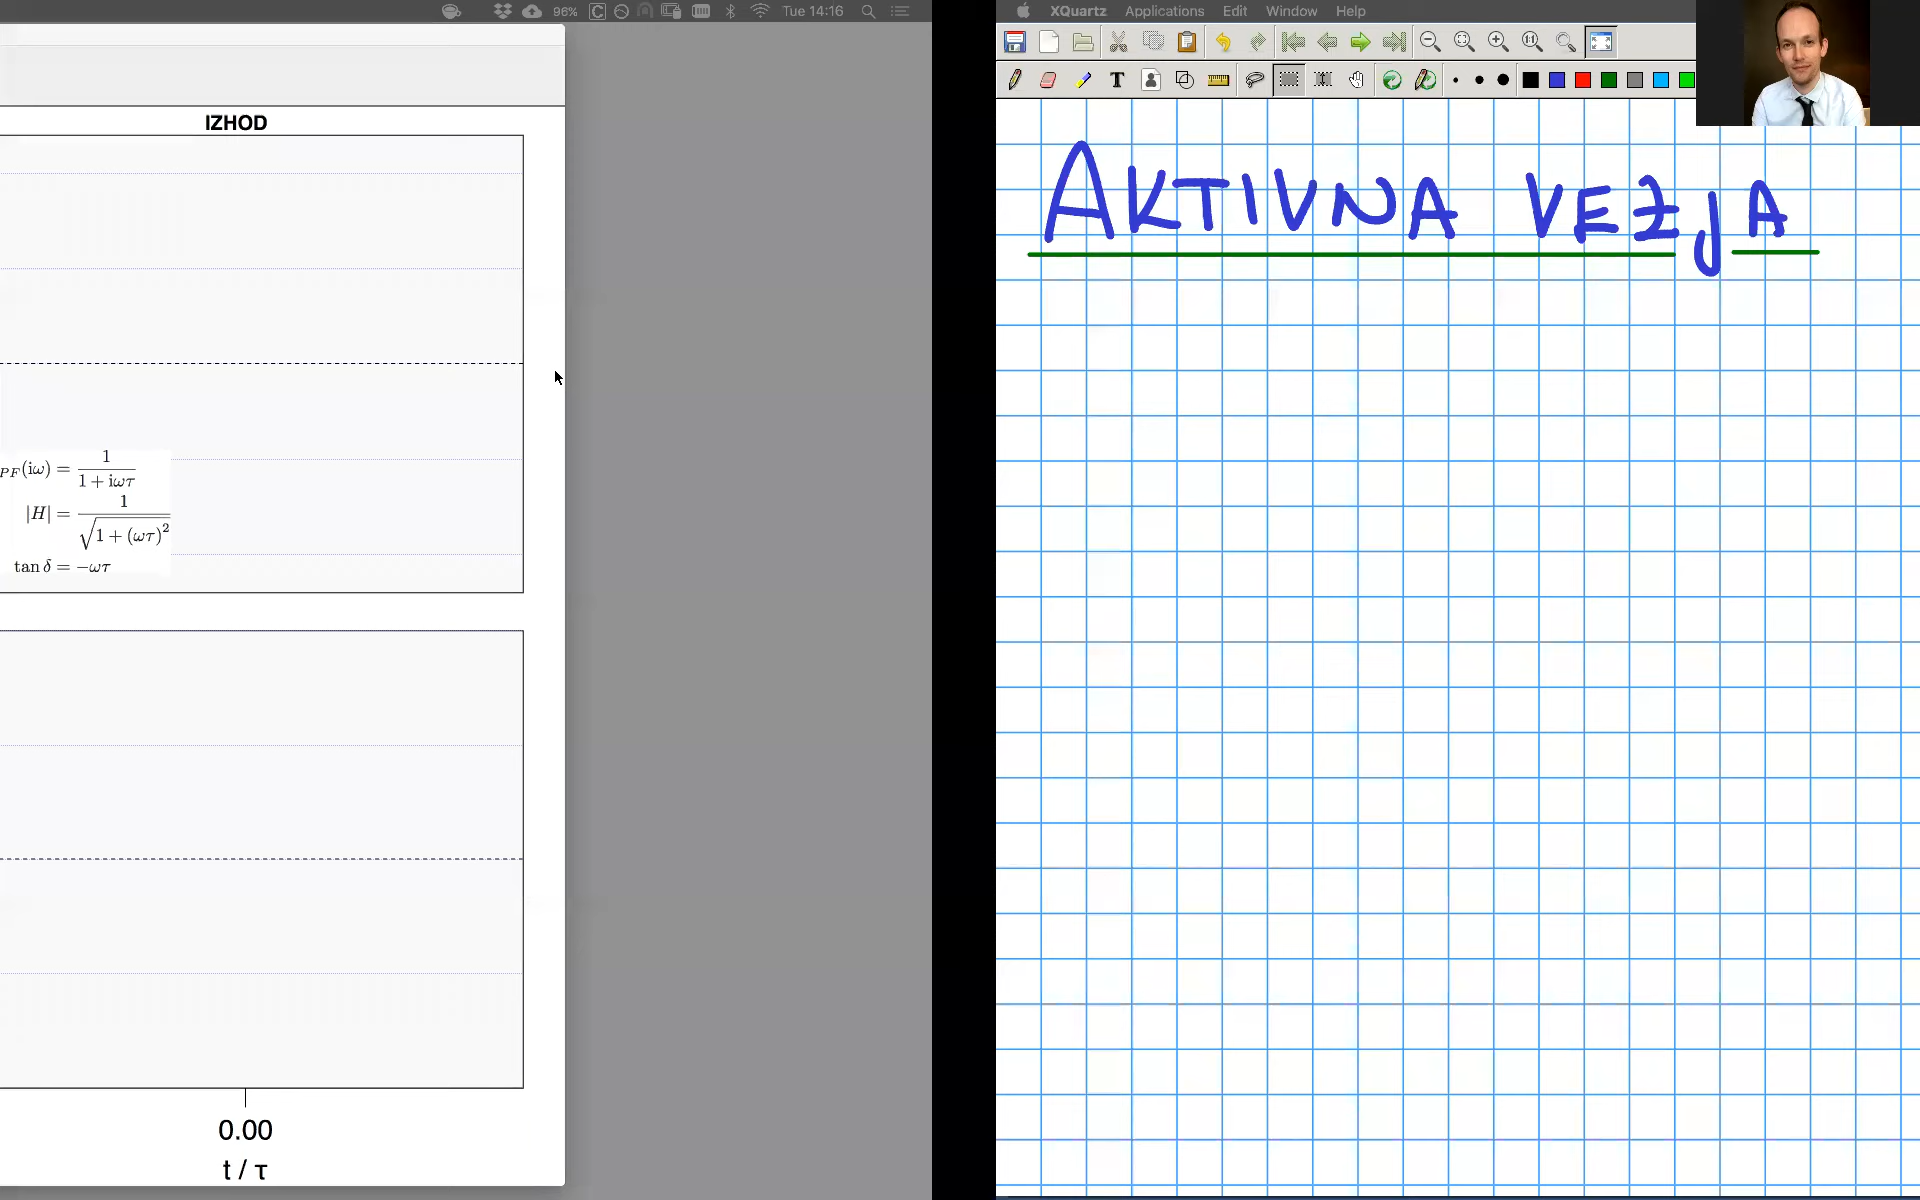 96% Tue 14:16
IZHOD
PF(iω) = 1 / (1 + iωτ)
|H| = 1 / √(1 + (ωτ)²)
tan δ = −ωτ
0.00
t / τ
XQuartz Applications Edit Window Help
T
AKTIVNA VEZJA